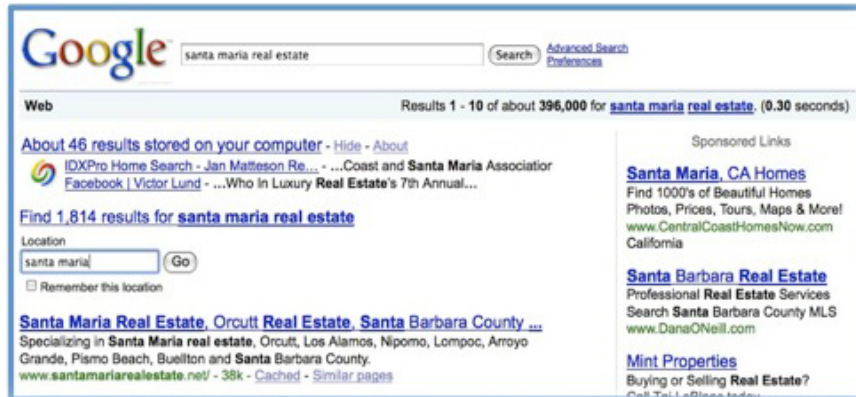 Google
santa maria real estate
Search
Advanced Search
Preferences
Web
Results 1 - 10 of about 396,000 for santa maria real estate. (0.30 seconds)
About 46 results stored on your computer - Hide - About
IDXPro Home Search - Jan Matteson Re... - ...Coast and Santa Maria Association
Facebook | Victor Lund - ...Who In Luxury Real Estate's 7th Annual...
Find 1,814 results for santa maria real estate
Location
santa maria
Go
Remember this location
Santa Maria Real Estate, Orcutt Real Estate, Santa Barbara County ...
Specializing in Santa Maria real estate, Orcutt, Los Alamos, Nipomo, Lompoc, Arroyo
Grande, Pismo Beach, Buellton and Santa Barbara County.
www.santamariarealestate.net/ - 38k - Cached - Similar pages
Sponsored Links
Santa Maria, CA Homes
Find 1000's of Beautiful Homes
Photos, Prices, Tours, Maps & More!
www.CentralCoastHomesNow.com
California
Santa Barbara Real Estate
Professional Real Estate Services
Search Santa Barbara County MLS
www.DanaONeill.com
Mint Properties
Buying or Selling Real Estate?